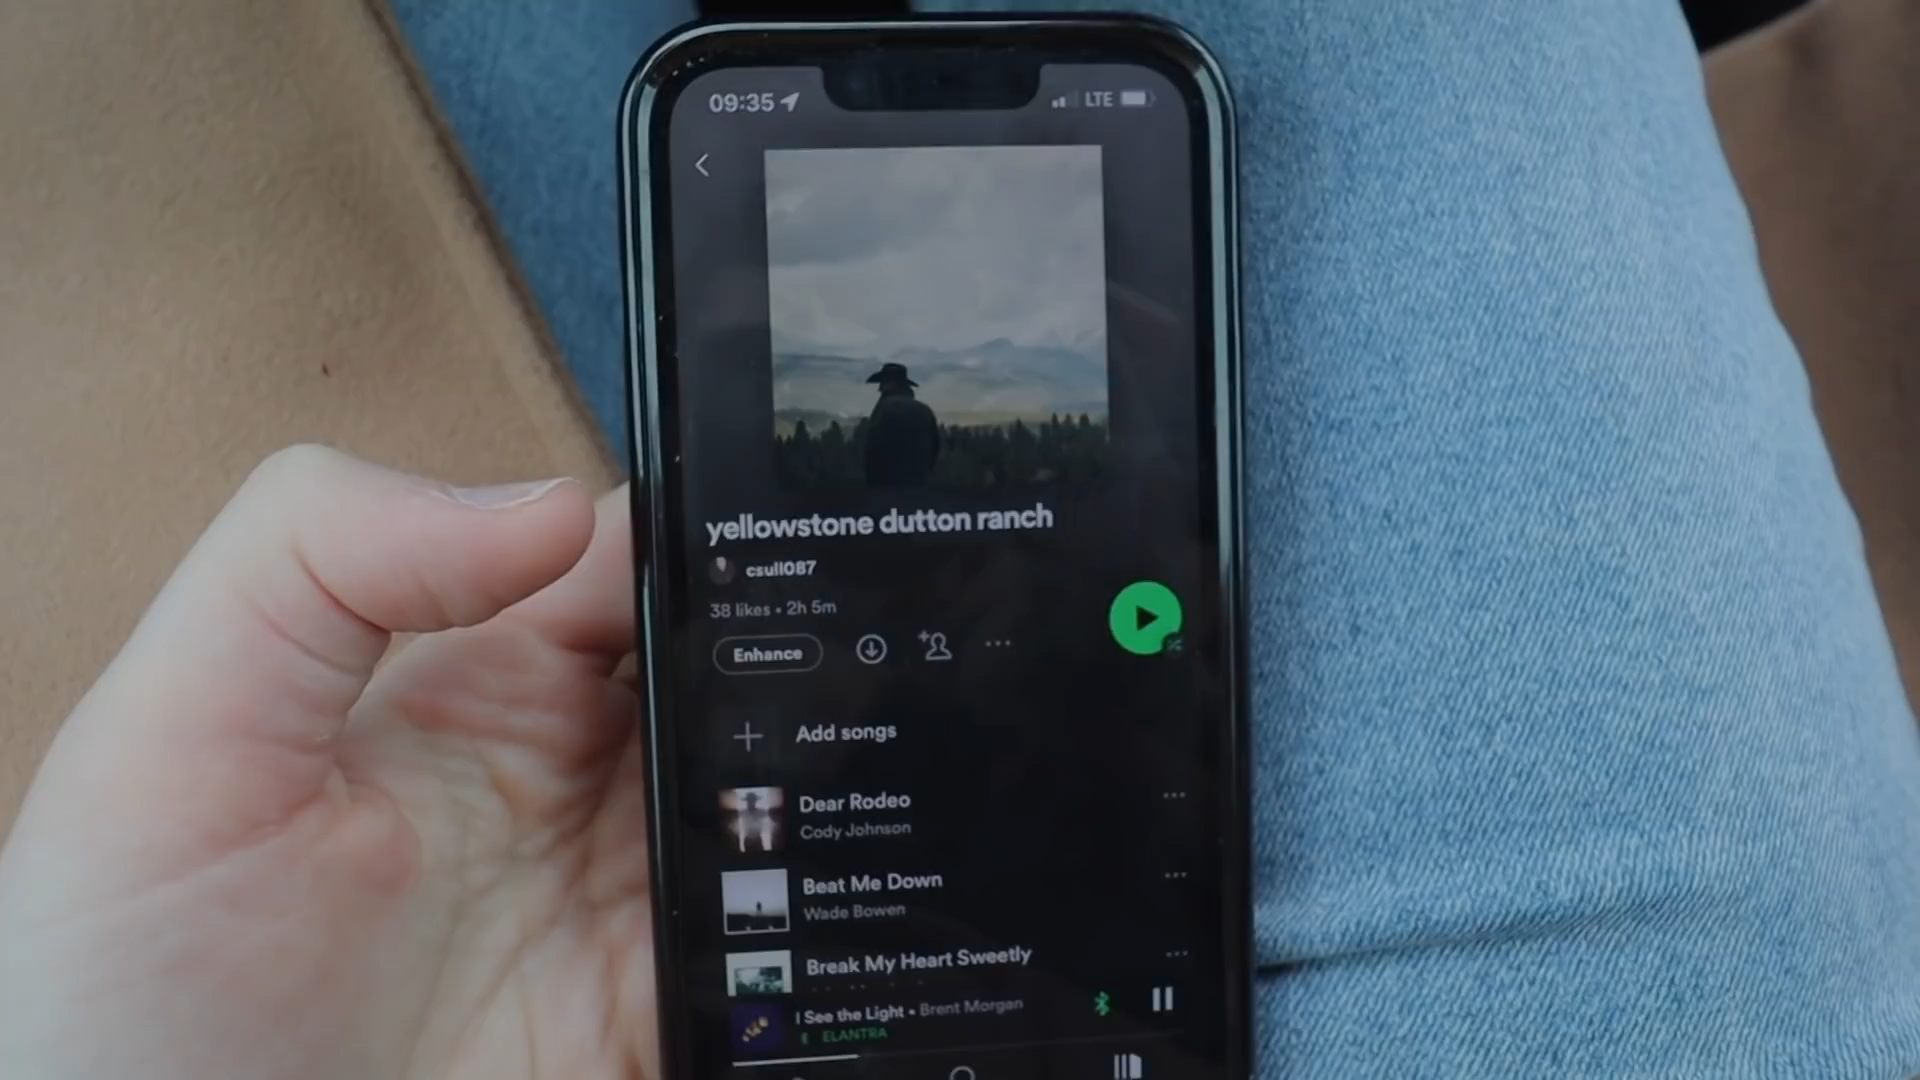 09:35
LTE
yellowstone dutton ranch
csull087
38 likes • 2h 5m
Enhance
Add songs
Dear Rodeo
Cody Johnson
Beat Me Down
Wade Bowen
Break My Heart Sweetly
I See the Light • Brent Morgan
ELANTRA